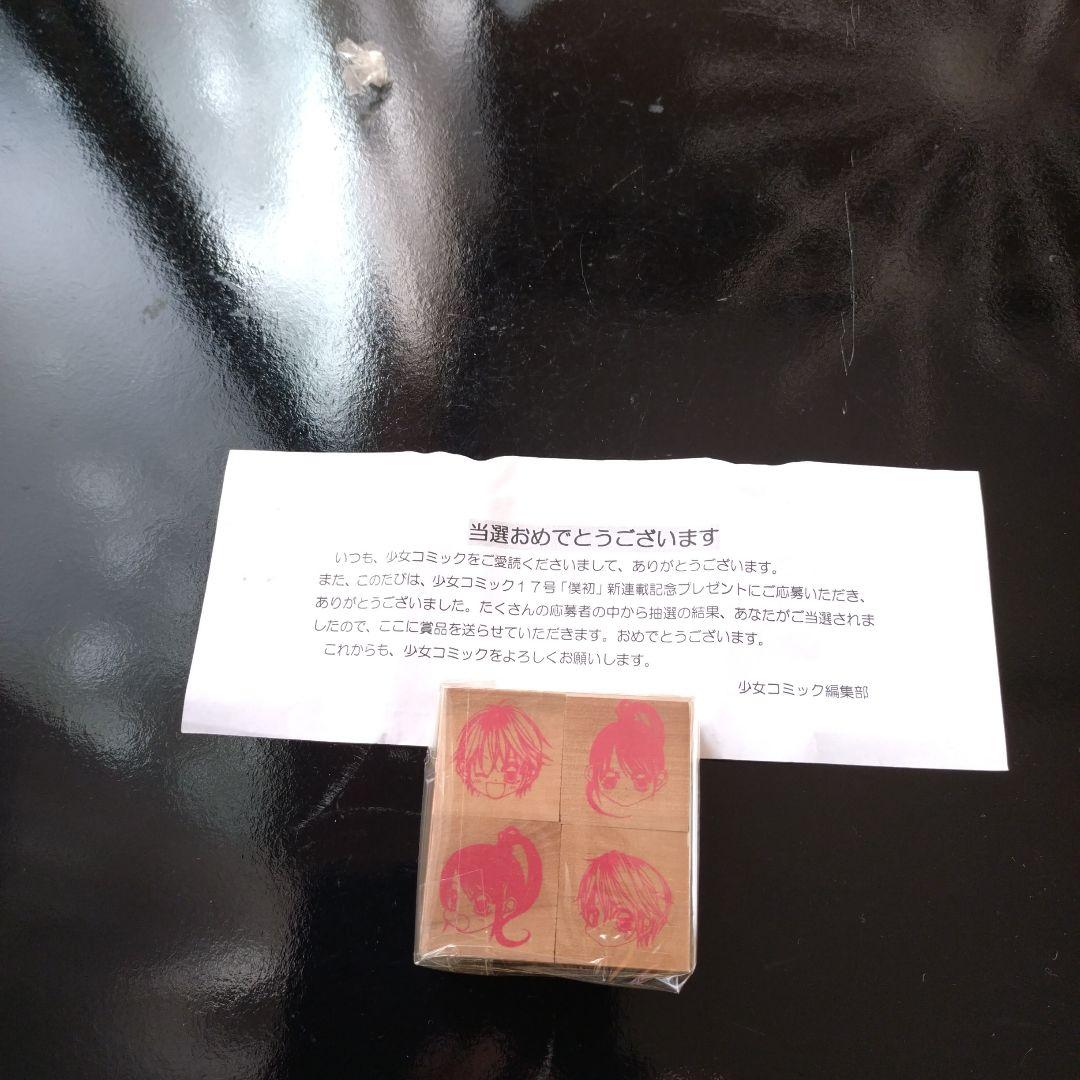 当選おめでとうございます
いつも、少女コミックをご愛読くださいまして、ありがとうございます。
また、このたびは、少女コミック１７号「僕初」新連載記念プレゼントにご応募いただき、
ありがとうございました。たくさんの応募者の中から抽選の結果、あなたがご当選されま
したので、ここに賞品を送らせていただきます。おめでとうございます。
これからも、少女コミックをよろしくお願いします。
少女コミック編集部